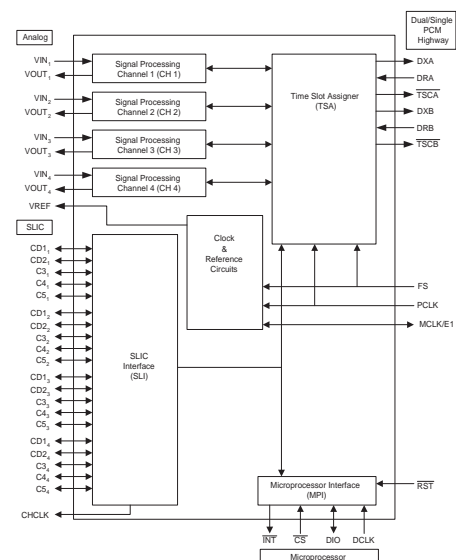 Analog
Dual/Single
PCM
Highway
VIN₁
VOUT₁
Signal Processing
Channel 1 (CH 1)
VIN₂
VOUT₂
Signal Processing
Channel 2 (CH 2)
VIN₃
VOUT₃
Signal Processing
Channel 3 (CH 3)
VIN₄
VOUT₄
Signal Processing
Channel 4 (CH 4)
Time Slot Assigner
(TSA)
DXA
DRA
TSCA
DXB
DRB
TSCB
VREF
SLIC
Clock
&
Reference
Circuits
FS
PCLK
MCLK/E1
CD1₁
CD2₁
C3₁
C4₁
C5₁
CD1₂
CD2₂
C3₂
C4₂
C5₂
CD1₃
CD2₃
C3₃
C4₃
C5₃
CD1₄
CD2₄
C3₄
C4₄
C5₄
SLIC
Interface
(SLI)
CHCLK
Microprocessor Interface
(MPI)
RST
INT
CS
DIO
DCLK
Microprocessor